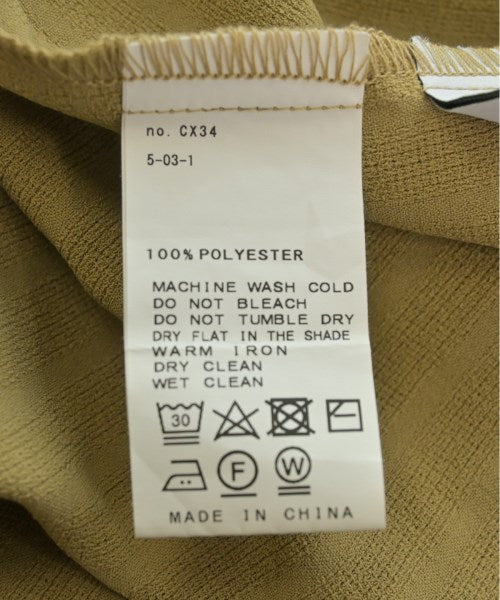 no. CX34
5-03-1
100% POLYESTER
MACHINE WASH COLD
DO NOT BLEACH
DO NOT TUMBLE DRY
DRY FLAT IN THE SHADE
WARM IRON
DRY CLEAN
WET CLEAN
30
F W
MADE IN CHINA